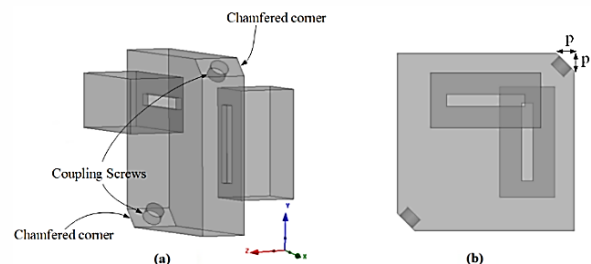 Chamfered corner
p
p
Coupling Screws
Chamfered corner
Y
Z
X
(a)
(b)